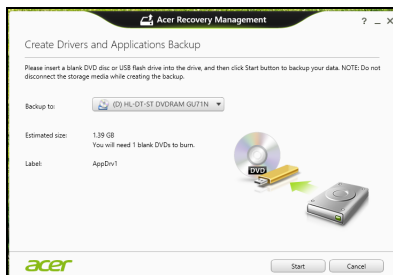 Acer Recovery Management
? _ X
Create Drivers and Applications Backup
Please insert a blank DVD disc or USB flash drive into the drive, and then click Start button to backup your data. NOTE: Do not
disconnect the storage media while creating the backup.
Backup to: (D) HL-DT-ST DVDRAM GU71N
Estimated size: 1.39 GB
You will need 1 blank DVDs to burn.
Label: AppDrv1
DVD
acer Start Cancel